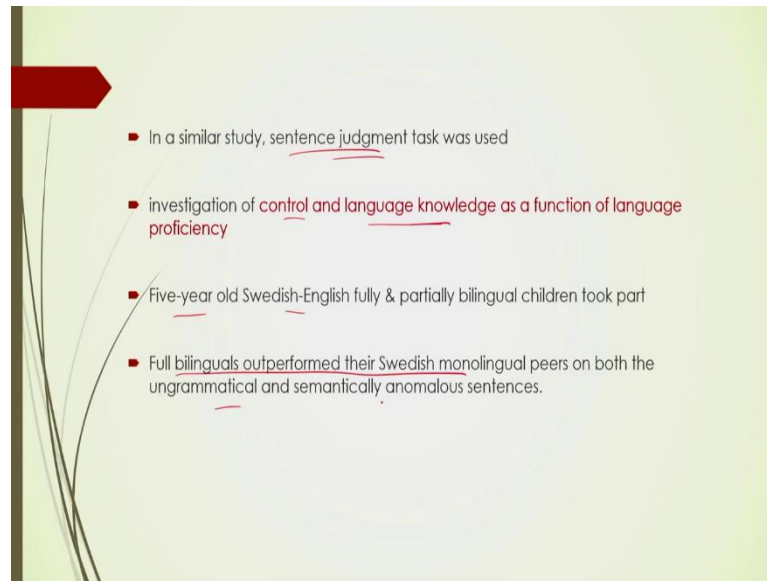 In a similar study, sentence judgment task was used
investigation of control and language knowledge as a function of language
proficiency
Five-year old Swedish-English fully & partially bilingual children took part
Full bilinguals outperformed their Swedish monolingual peers on both the
ungrammatical and semantically anomalous sentences.